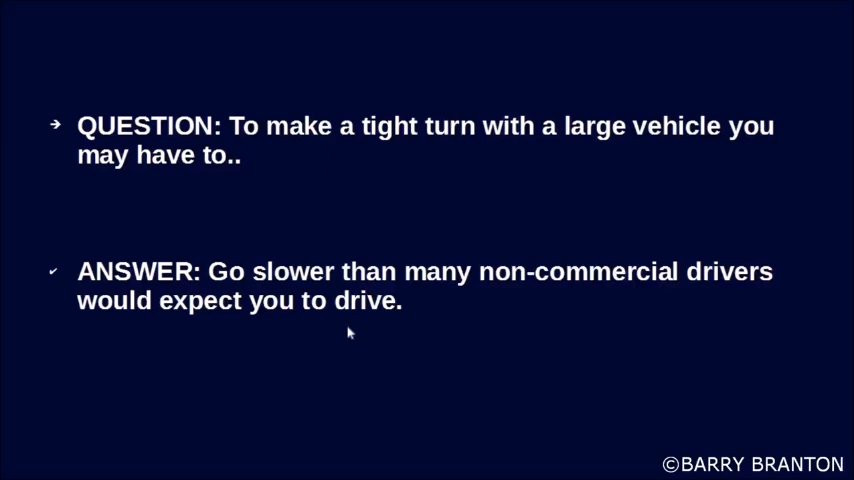 QUESTION: To make a tight turn with a large vehicle you
may have to..
ANSWER: Go slower than many non-commercial drivers
would expect you to drive.
©BARRY BRANTON